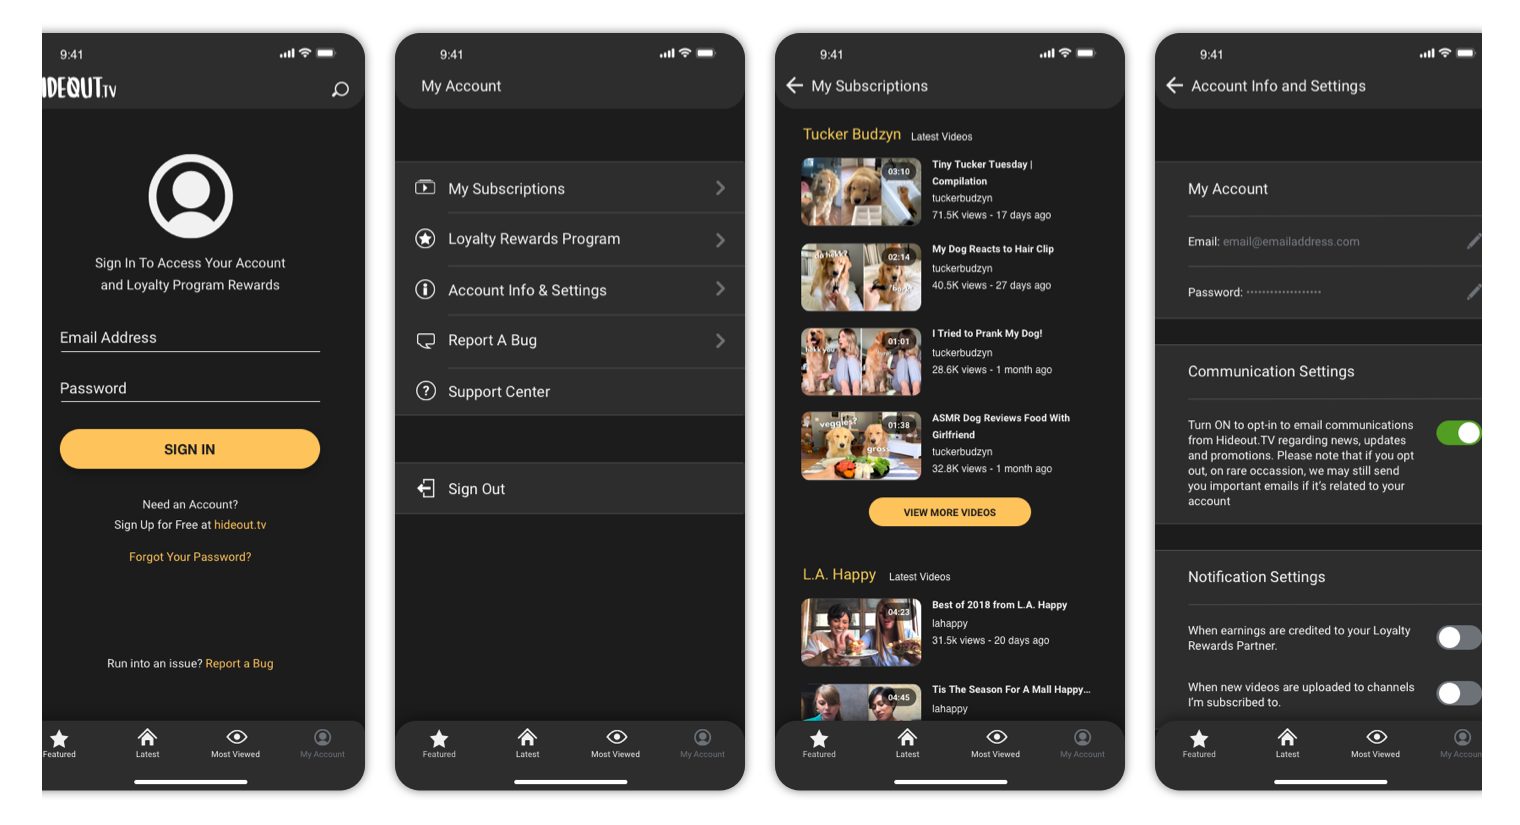 9:41
HIDEOUT.TV
Sign In To Access Your Account
and Loyalty Program Rewards
Email Address
Password
SIGN IN
Need an Account?
Sign Up for Free at hideout.tv
Forgot Your Password?
Run into an issue? Report a Bug
Featured
Latest
Most Viewed
My Account
9:41
My Account
My Subscriptions
Loyalty Rewards Program
Account Info & Settings
Report A Bug
Support Center
Sign Out
Featured
Latest
Most Viewed
My Account
9:41
My Subscriptions
Tucker Budzyn Latest Videos
03:10
Tiny Tucker Tuesday |
Compilation
tuckerbudzyn
71.5K views - 17 days ago
02:14
My Dog Reacts to Hair Clip
tuckerbudzyn
40.5K views - 27 days ago
01:01
I Tried to Prank My Dog!
tuckerbudzyn
28.6K views - 1 month ago
"veggies?"
01:38
gross
ASMR Dog Reviews Food With
Girlfriend
tuckerbudzyn
32.8K views - 1 month ago
VIEW MORE VIDEOS
L.A. Happy Latest Videos
04:23
Best of 2018 from L.A. Happy
lahappy
31.5k views - 20 days ago
04:45
Tis The Season For A Mall Happy...
lahappy
Featured
Latest
Most Viewed
My Account
9:41
Account Info and Settings
My Account
Email: email@emailaddress.com
Password: •••••••••••••••••••
Communication Settings
Turn ON to opt-in to email communications
from Hideout.TV regarding news, updates
and promotions. Please note that if you opt
out, on rare occassion, we may still send
you important emails if it's related to your
account
Notification Settings
When earnings are credited to your Loyalty
Rewards Partner.
When new videos are uploaded to channels
I'm subscribed to.
Featured
Latest
Most Viewed
My Accoun